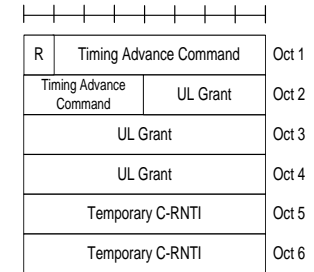 R Timing Advance Command Oct 1
Timing Advance
Command UL Grant Oct 2
UL Grant Oct 3
UL Grant Oct 4
Temporary C-RNTI Oct 5
Temporary C-RNTI Oct 6